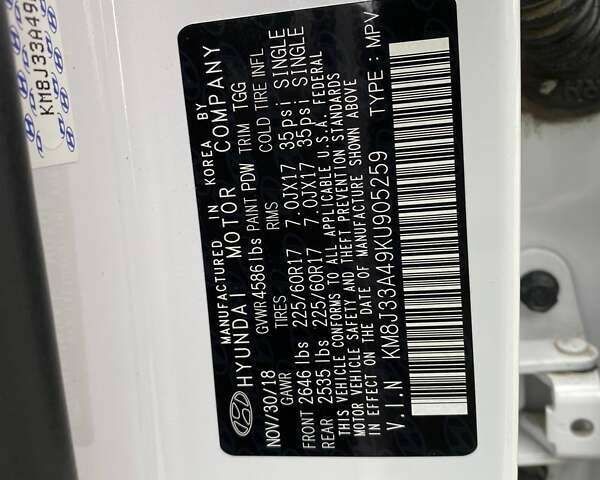 KM8J33A49
MANUFACTURED IN KOREA BY
HYUNDAI MOTOR COMPANY
NOV/30/18 GVWR 4586 lbs PAINT PDW TRIM TGG
GAWR TIRES RIMS COLD TIRE INFL
FRONT 2646 lbs 225/60R17 7.0JX17 35psi SINGLE
REAR 2535 lbs 225/60R17 7.0JX17 35psi SINGLE
THIS VEHICLE CONFORMS TO ALL APPLICABLE U.S.A. FEDERAL
MOTOR VEHICLE SAFETY AND THEFT PREVENTION STANDARDS
IN EFFECT ON THE DATE OF MANUFACTURE SHOWN ABOVE
V.I.N KM8J33A49KU905259 TYPE : MPV